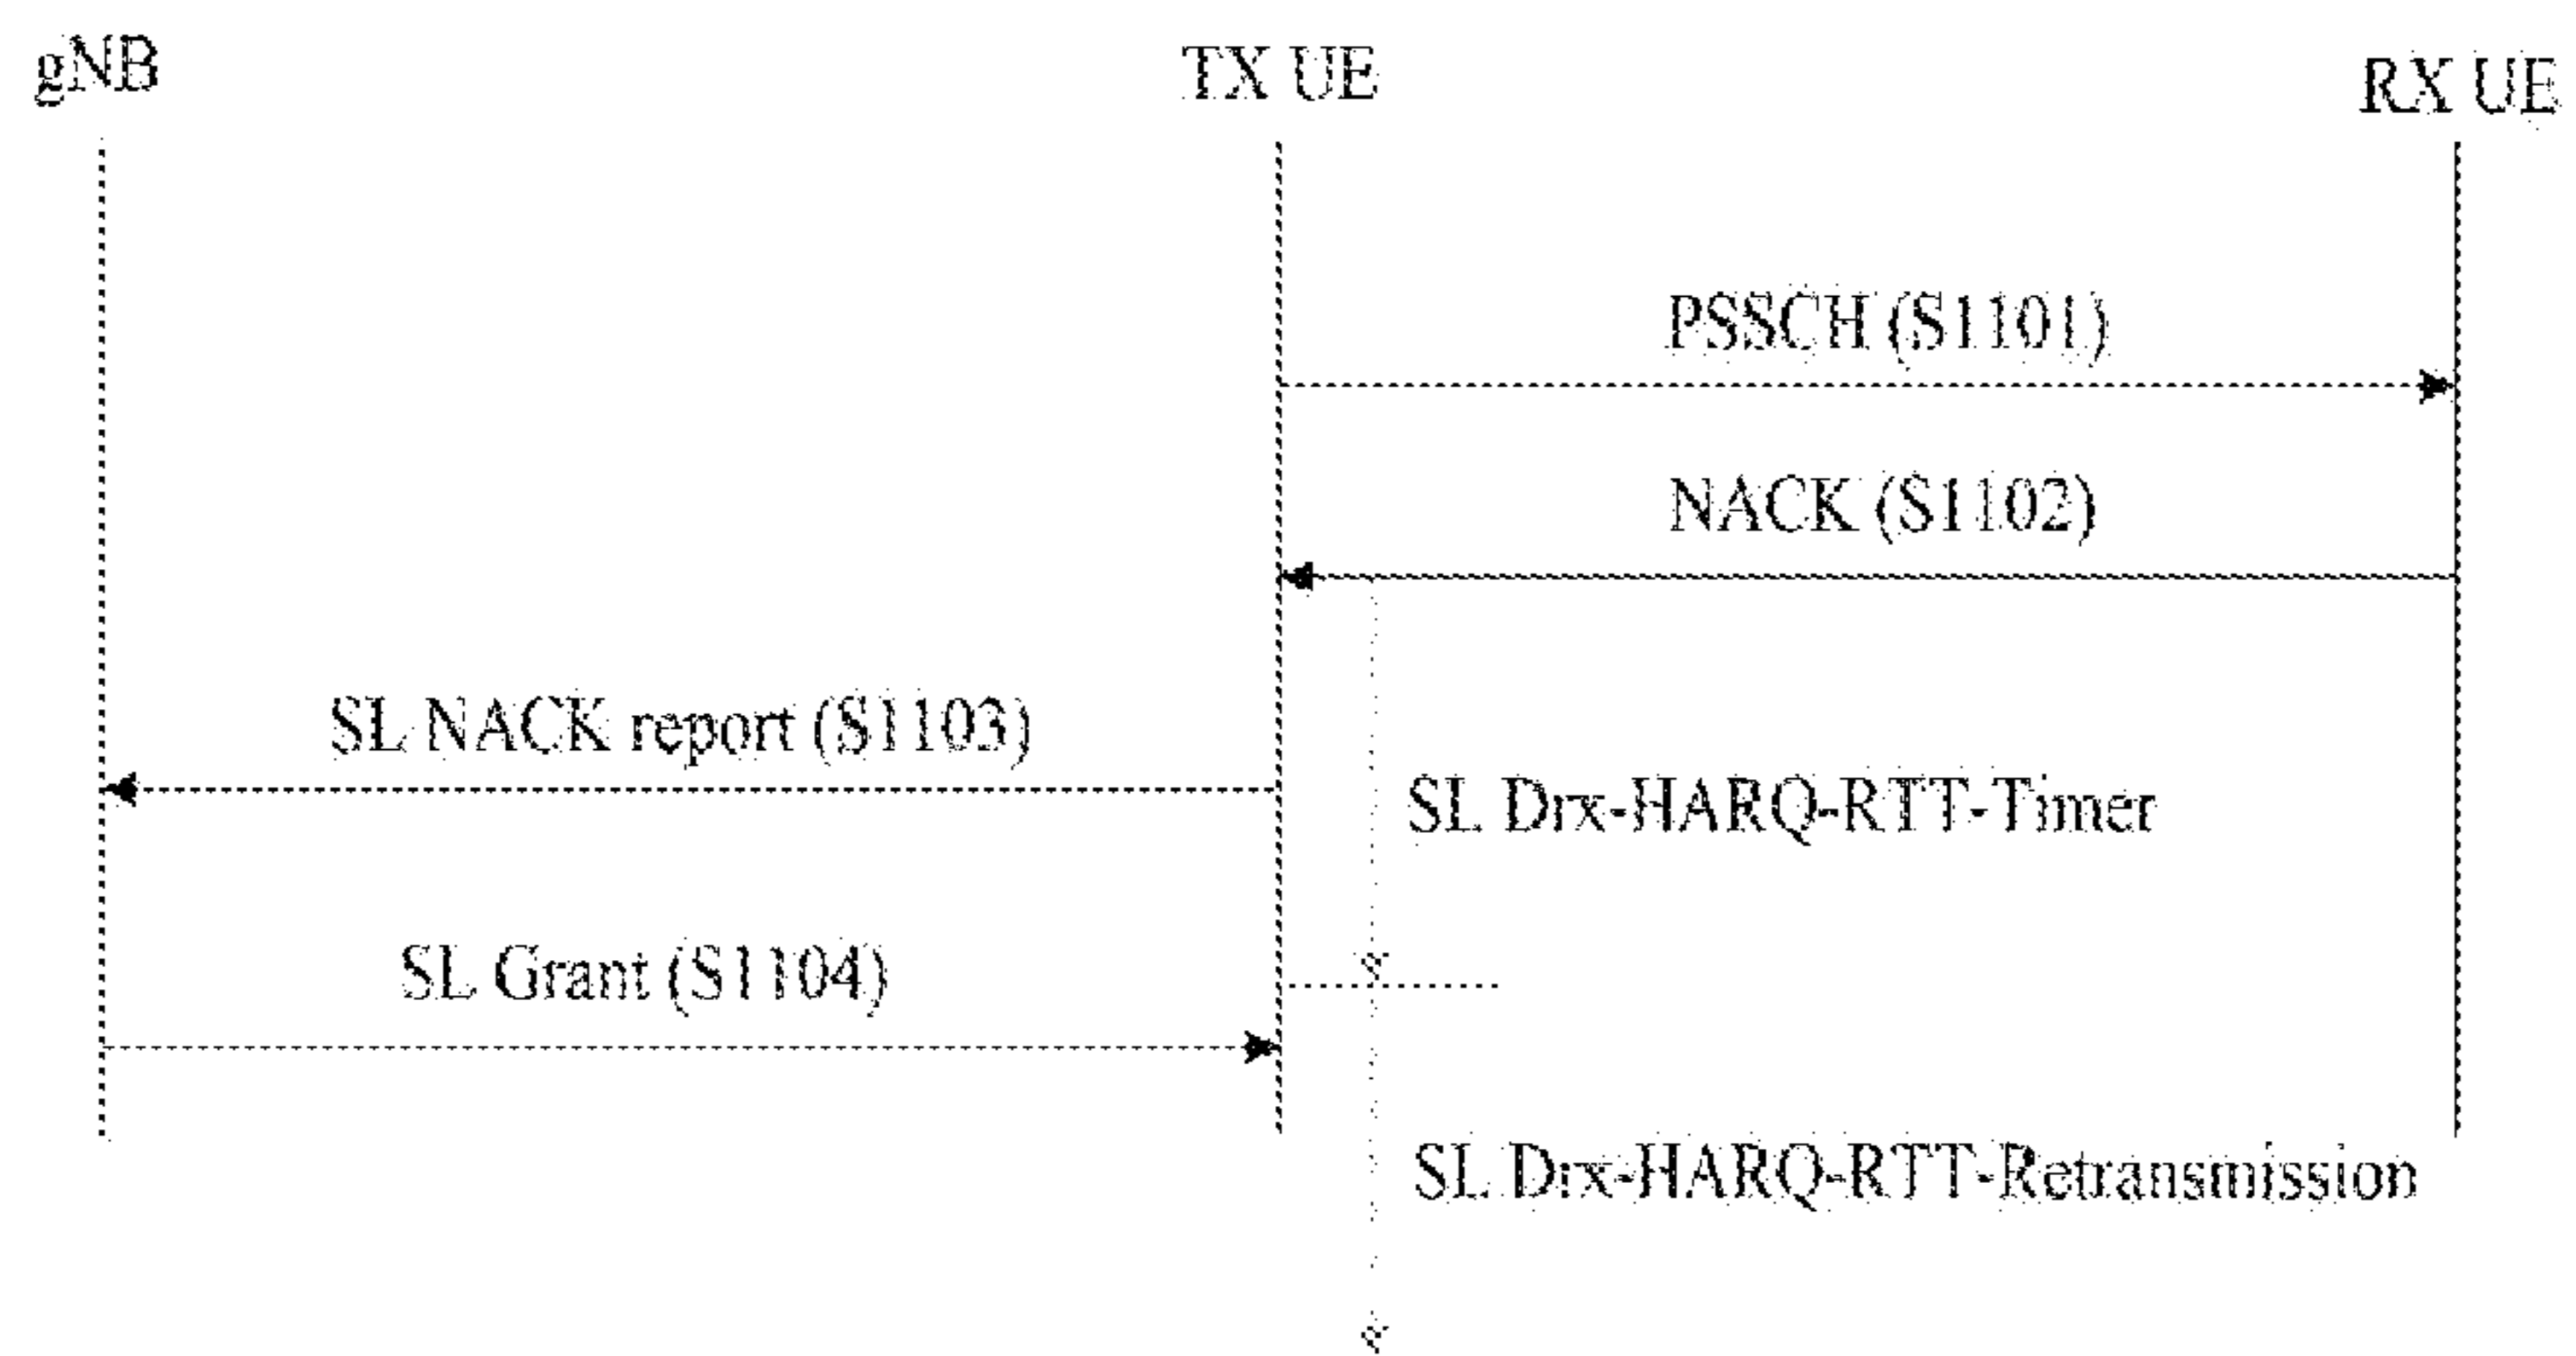 gNB
TX UE
RX UE
PSSCH (S1101)
NACK (S1102)
SL NACK report (S1103)
SL Drx-HARQ-RTT-Timer
SL Grant (S1104)
SL Drx-HARQ-RTT-Retransmission